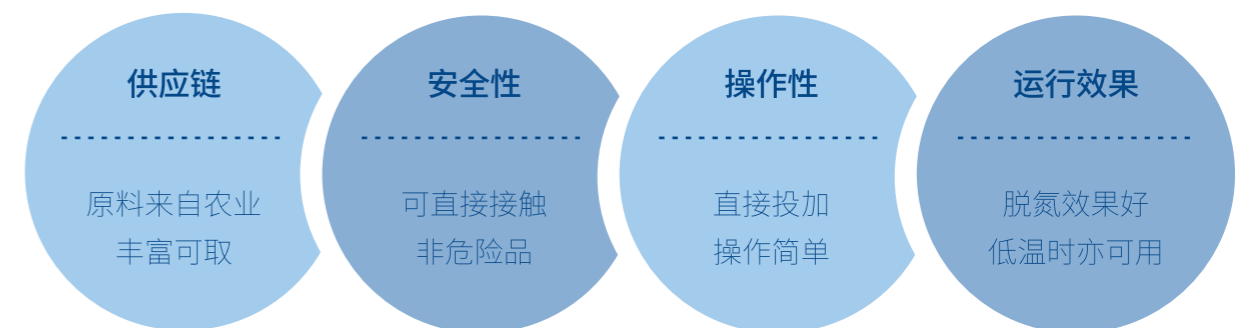 供应链
原料来自农业
丰富可取
安全性
可直接接触
非危险品
操作性
直接投加
操作简单
运行效果
脱氮效果好
低温时亦可用